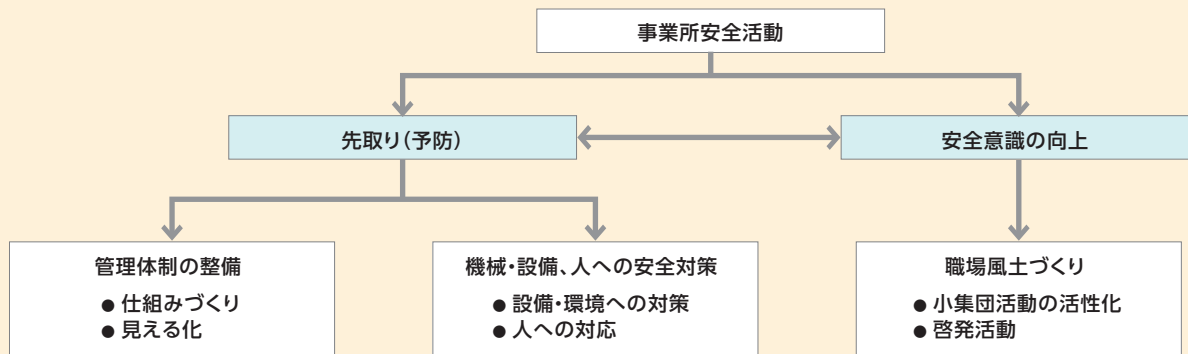 事業所安全活動
先取り(予防)
安全意識の向上
管理体制の整備
● 仕組みづくり
● 見える化
機械・設備、人への安全対策
● 設備・環境への対策
● 人への対応
職場風土づくり
● 小集団活動の活性化
● 啓発活動